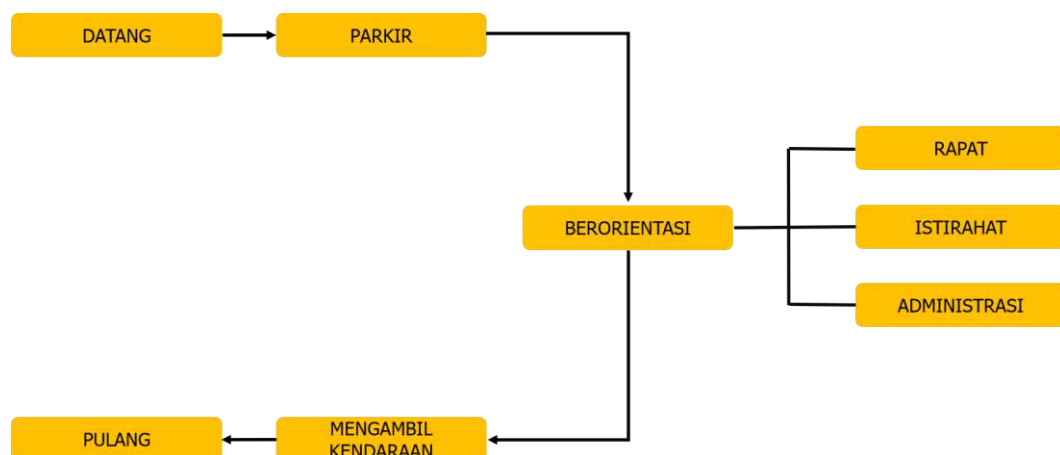 DATANG
PARKIR
RAPAT
BERORIENTASI
ISTIRAHAT
ADMINISTRASI
PULANG
MENGAMBIL
KENDARAAN